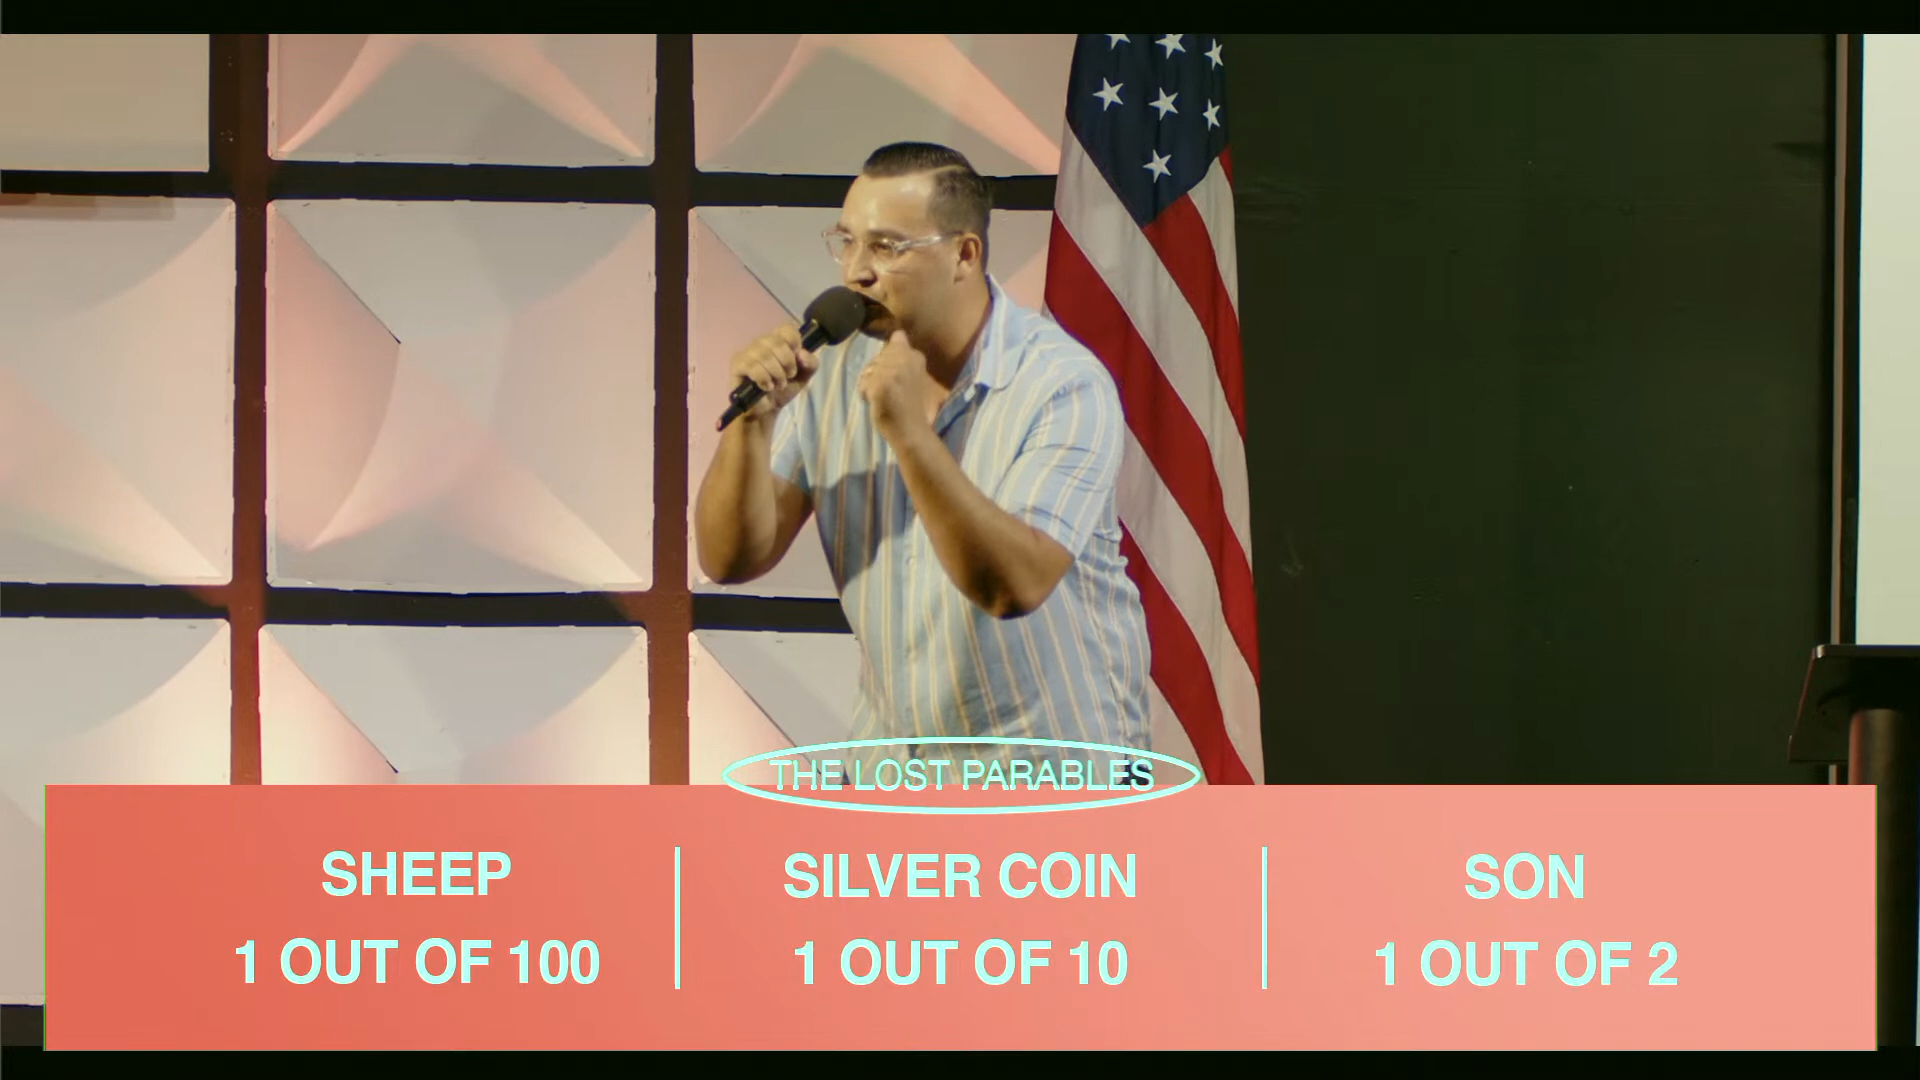 THE LOST PARABLES
SHEEP
1 OUT OF 100
SILVER COIN
1 OUT OF 10
SON
1 OUT OF 2